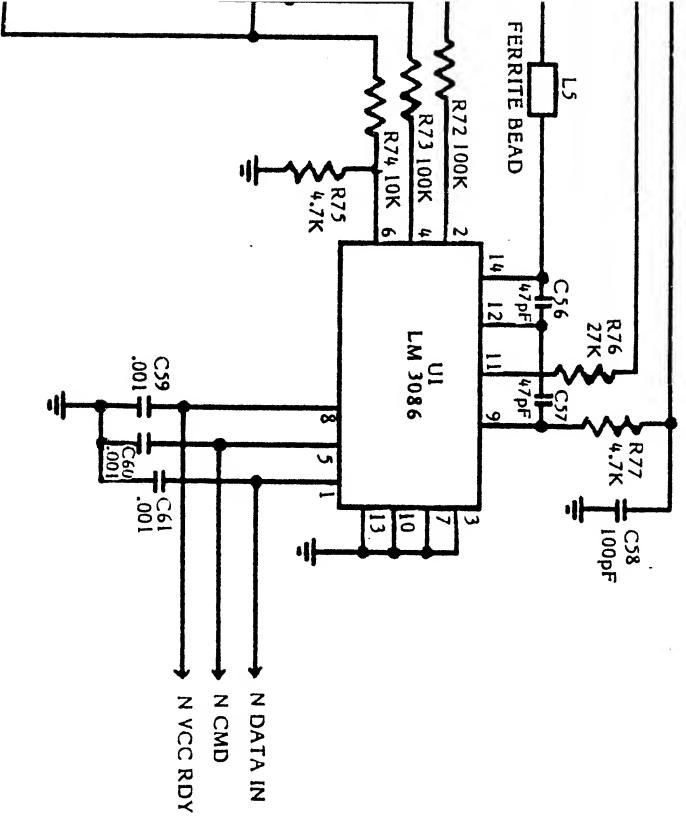 L5
FERRITE BEAD
R72 100K
R73 100K
R74 10K
R75
4.7K
6
4
2
14
12
11
9
C56
47pF
R76
27K
C57
47pF
R77
4.7K
C58
100pF
U1
LM 3086
8
5
1
13
10
7
3
C59
.001
C60
.001
C61
.001
N DATA IN
N CMD
N VCC RDY